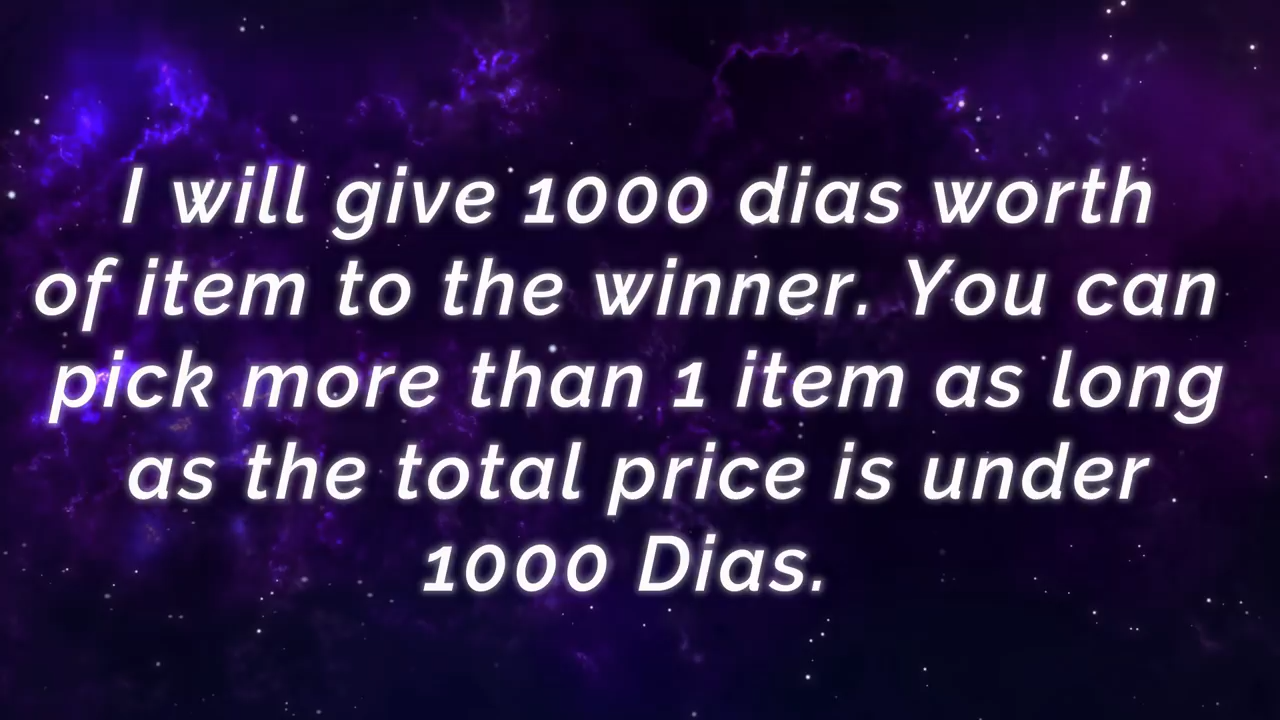 I will give 1000 dias worth
of item to the winner. You can
pick more than 1 item as long
as the total price is under
1000 Dias.